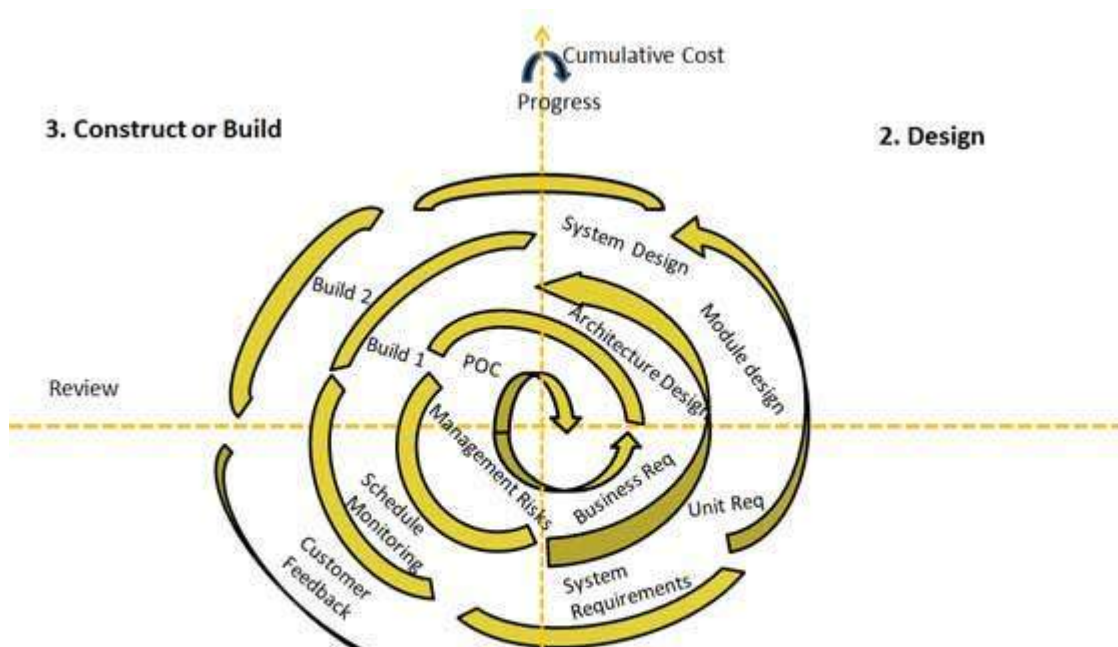 Cumulative Cost
Progress
3. Construct or Build
2. Design
System Design
Build 2
Module design
Architecture Design
Build 1
POC
Review
Management Risks
Business Req
Schedule
Monitoring
Unit Req
Customer
Feedback
System
Requirements